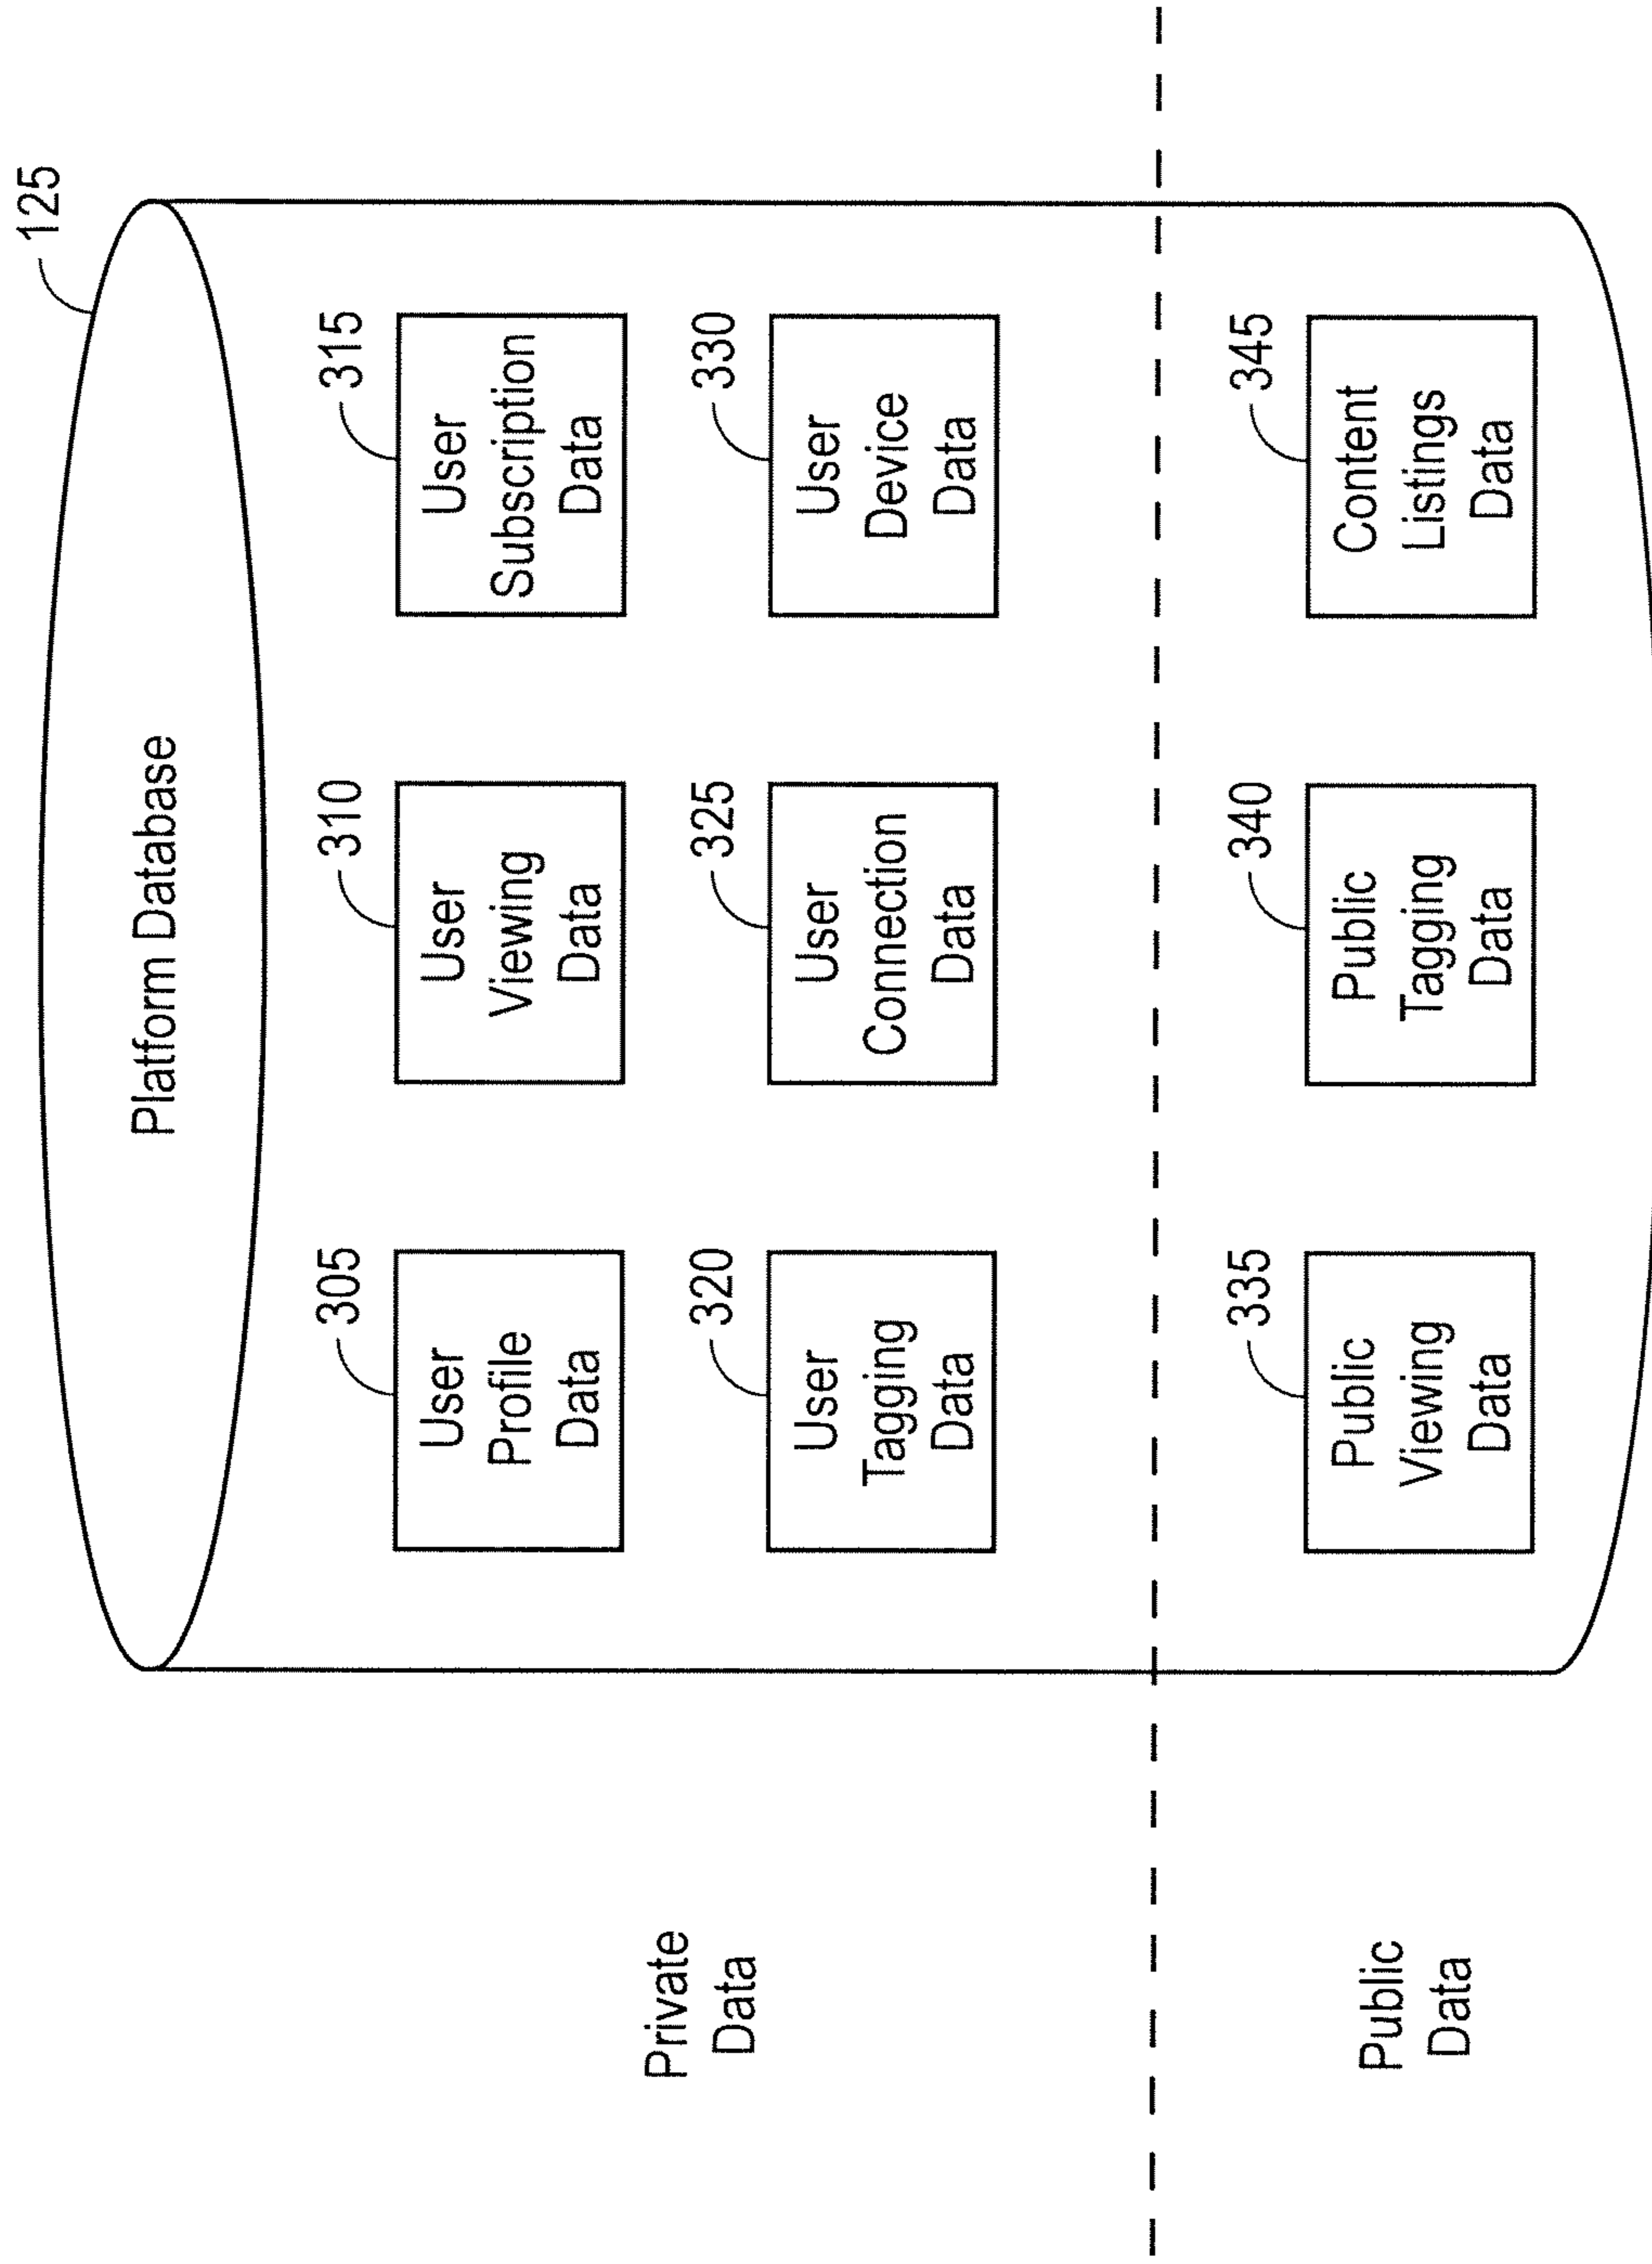 125
Platform Database
305
User
Profile
Data
310
User
Viewing
Data
315
User
Subscription
Data
Private
Data
320
User
Tagging
Data
325
User
Connection
Data
330
User
Device
Data
Public
Data
335
Public
Viewing
Data
340
Public
Tagging
Data
345
Content
Listings
Data